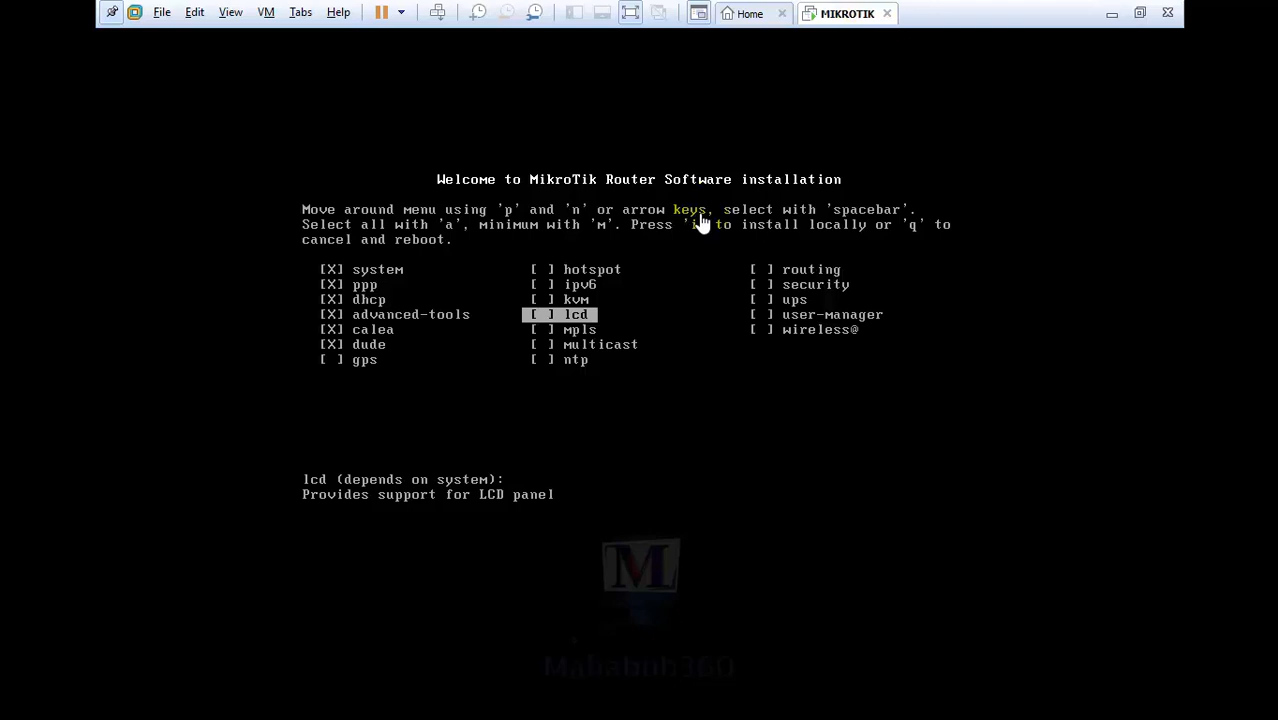 File Edit View VM Tabs Help Home MIKROTIK
Welcome to MikroTik Router Software installation
Move around menu using 'p' and 'n' or arrow keys, select with 'spacebar'.
Select all with 'a', minimum with 'm'. Press 'i' to install locally or 'q' to
cancel and reboot.
[X] system [ ] hotspot [ ] routing
[X] ppp [ ] ipv6 [ ] security
[X] dhcp [ ] kvm [ ] ups
[X] advanced-tools [ ] lcd [ ] user-manager
[X] calea [ ] mpls [ ] wireless@
[X] dude [ ] multicast
[ ] gps [ ] ntp
lcd (depends on system):
Provides support for LCD panel
M
Mahabub360